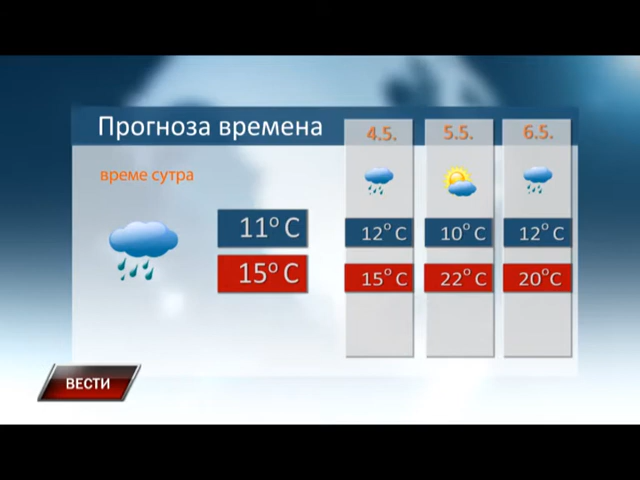 Прогноза времена
време сутра
11°C
15°C
4.5.
12°C
15°C
5.5.
10°C
22°C
6.5.
12°C
20°C
ВЕСТИ